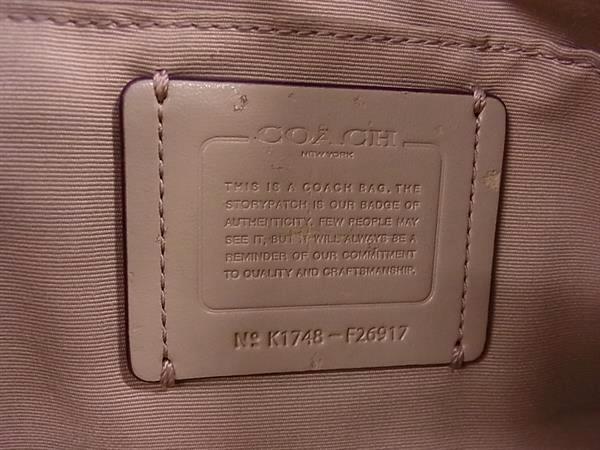 COACH
NEW YORK
THIS IS A COACH BAG. THE
STORYPATCH IS OUR BADGE OF
AUTHENTICITY. FEW PEOPLE MAY
SEE IT, BUT IT WILL ALWAYS BE A
REMINDER OF OUR COMMITMENT
TO QUALITY AND CRAFTSMANSHIP.
Nº K1748-F26917